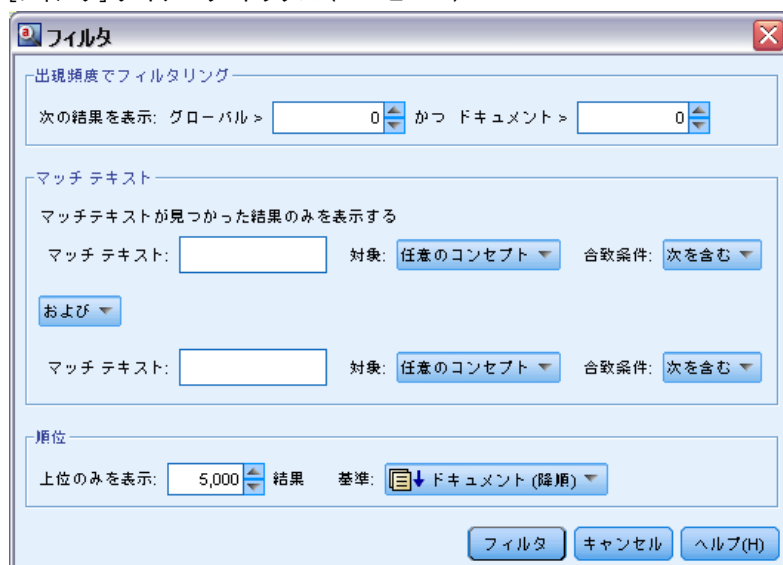 フィルタ
出現頻度でフィルタリング
次の結果を表示: グローバル > 0 かつ ドキュメント > 0
マッチ テキスト
マッチテキストが見つかった結果のみを表示する
マッチ テキスト: 対象: 任意のコンセプト 合致条件: 次を含む
および
マッチ テキスト: 対象: 任意のコンセプト 合致条件: 次を含む
順位
上位のみを表示: 5,000 結果 基準: ドキュメント (降順)
フィルタ キャンセル ヘルプ(H)